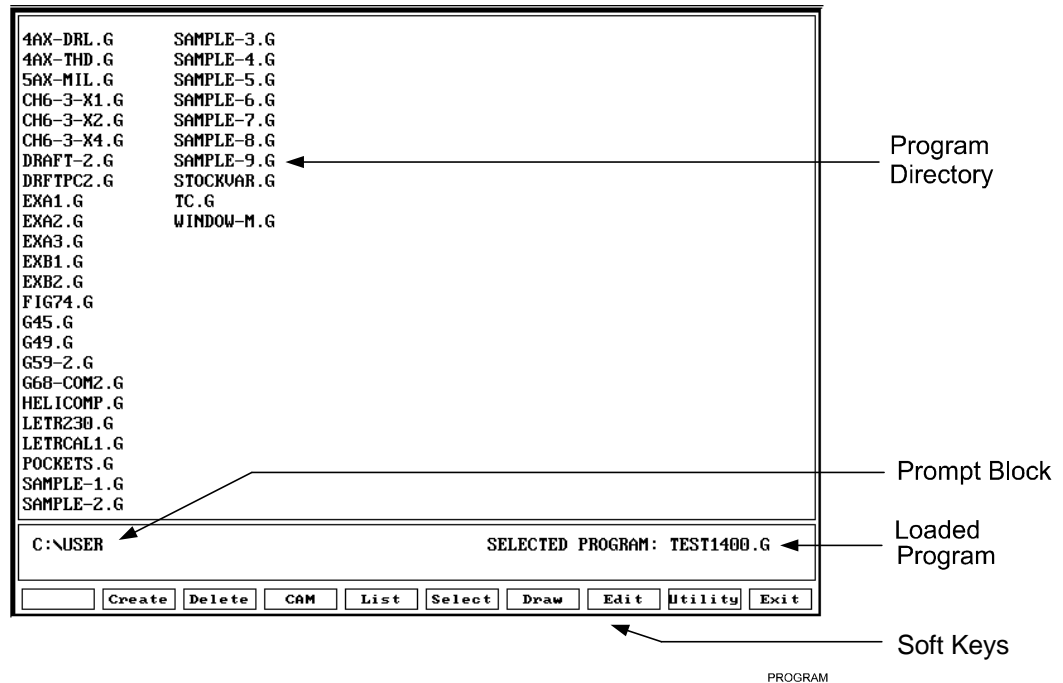 4AX-DRL.G SAMPLE-3.G
4AX-THD.G SAMPLE-4.G
5AX-MIL.G SAMPLE-5.G
CH6-3-X1.G SAMPLE-6.G
CH6-3-X2.G SAMPLE-7.G
CH6-3-X4.G SAMPLE-8.G
DRAFT-2.G SAMPLE-9.G
DRFTPC2.G STOCKVAR.G
EXA1.G TC.G
EXA2.G WINDOW-M.G
EXA3.G
EXB1.G
EXB2.G
FIG74.G
G45.G
G49.G
G59-2.G
G68-COM2.G
HELICOMP.G
LETR230.G
LETRCAL1.G
POCKETS.G
SAMPLE-1.G
SAMPLE-2.G
Program
Directory
Prompt Block
C:\USER SELECTED PROGRAM: TEST1400.G
Loaded
Program
Create Delete CAM List Select Draw Edit Utility Exit
Soft Keys
PROGRAM